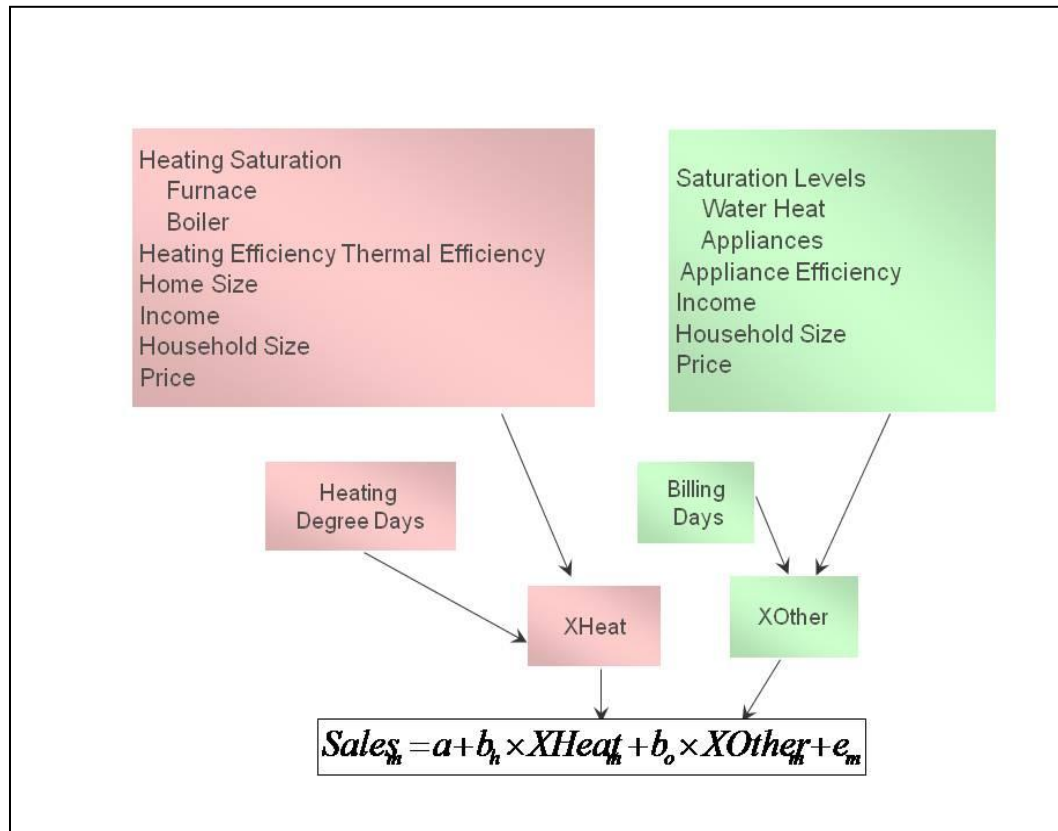 Heating Saturation
Furnace
Boiler
Heating Efficiency Thermal Efficiency
Home Size
Income
Household Size
Price
Saturation Levels
Water Heat
Appliances
Appliance Efficiency
Income
Household Size
Price
Heating
Degree Days
Billing
Days
XHeat
XOther
Sales_m = a + b_h × XHeat_m + b_o × XOther_m + e_m